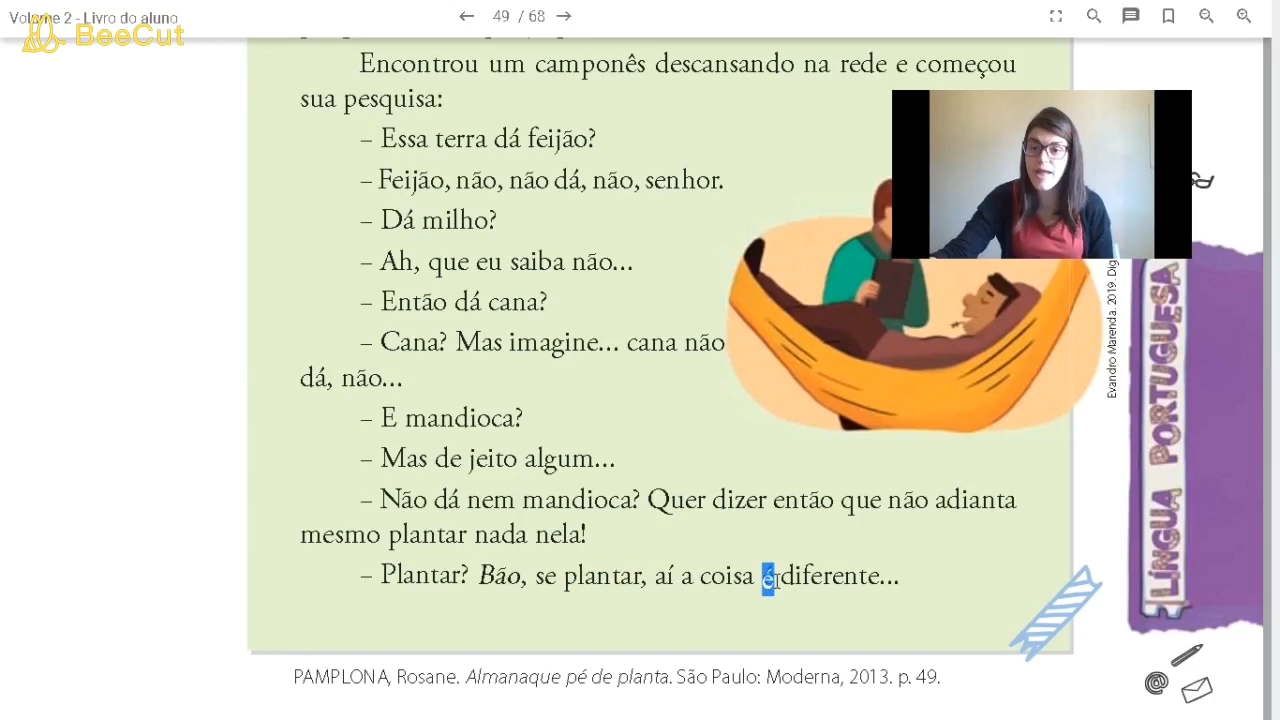 Volume 2 - Livro do aluno
BeeCut
49 / 68
Encontrou um camponês descansando na rede e começou
sua pesquisa:
– Essa terra dá feijão?
– Feijão, não, não dá, não, senhor.
– Dá milho?
– Ah, que eu saiba não...
– Então dá cana?
– Cana? Mas imagine... cana não
dá, não...
– E mandioca?
– Mas de jeito algum...
– Não dá nem mandioca? Quer dizer então que não adianta
mesmo plantar nada nela!
– Plantar? Bão, se plantar, aí a coisa é diferente...
PAMPLONA, Rosane. Almanaque pé de planta. São Paulo: Moderna, 2013. p. 49.
Evandro Marenda. 2019. Dig
LÍNGUA PORTUGUESA